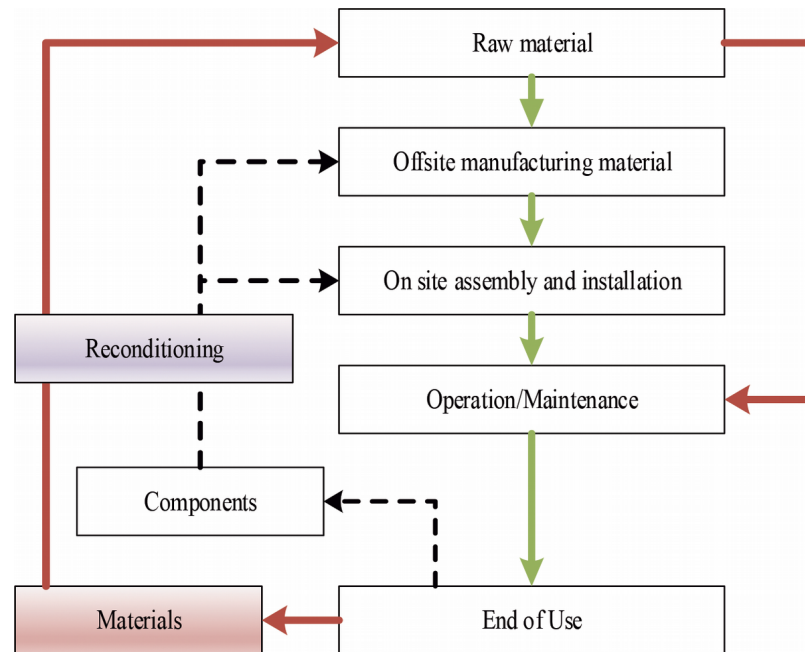 Raw material
Offsite manufacturing material
On site assembly and installation
Reconditioning
Operation/Maintenance
Components
Materials
End of Use